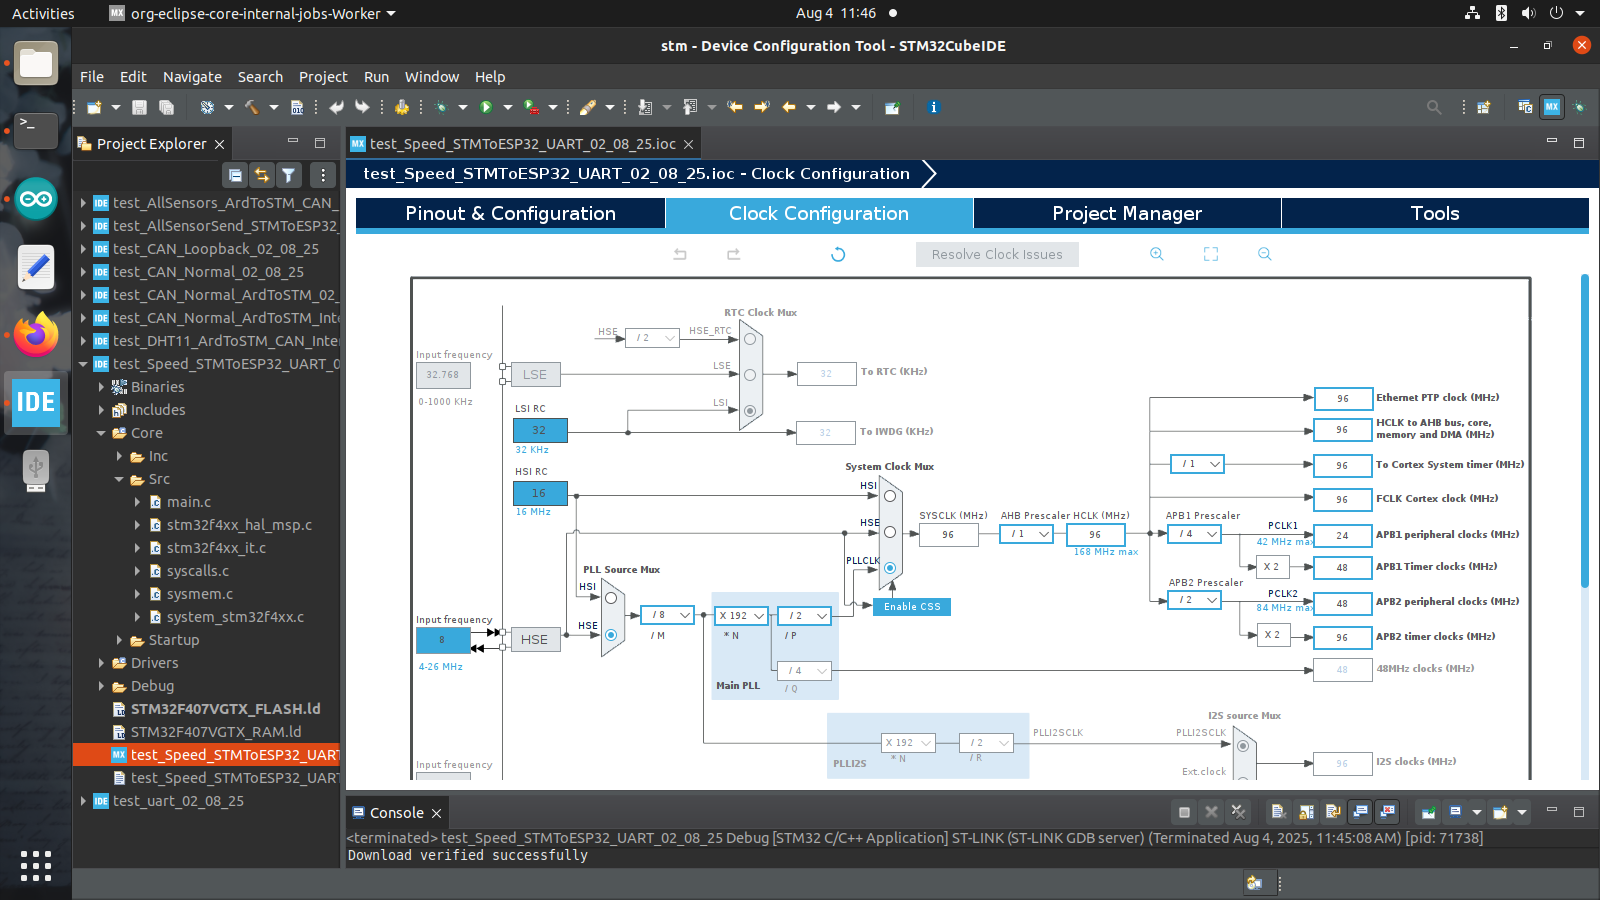 Activities
org-eclipse-core-internal-jobs-Worker
Aug 4 11:46
stm - Device Configuration Tool - STM32CubeIDE
File Edit Navigate Search Project Run Window Help
Project Explorer
test_AllSensors_ArdToSTM_CAN_
test_AllSensorSend_STMToESP32_
test_CAN_Loopback_02_08_25
test_CAN_Normal_02_08_25
test_CAN_Normal_ArdToSTM_02_
test_CAN_Normal_ArdToSTM_Inte
test_DHT11_ArdToSTM_CAN_Inter
test_Speed_STMToESP32_UART_0
Binaries
Includes
Core
Inc
Src
main.c
stm32f4xx_hal_msp.c
stm32f4xx_it.c
syscalls.c
sysmem.c
system_stm32f4xx.c
Startup
Drivers
Debug
STM32F407VGTX_FLASH.ld
STM32F407VGTX_RAM.ld
test_Speed_STMToESP32_UART
test_Speed_STMToESP32_UART
test_uart_02_08_25
IDE
test_Speed_STMToESP32_UART_02_08_25.ioc
test_Speed_STMToESP32_UART_02_08_25.ioc - Clock Configuration
Pinout & Configuration
Clock Configuration
Project Manager
Tools
Resolve Clock Issues
RTC Clock Mux
HSE
/ 2
HSE_RTC
Input frequency
32.768
0-1000 KHz
LSE
LSE
32
To RTC (KHz)
LSI RC
32
32 KHz
LSI
32
To IWDG (KHz)
HSI RC
16
16 MHz
System Clock Mux
HSI
HSE
PLLCLK
SYSCLK (MHz)
96
AHB Prescaler
/ 1
HCLK (MHz)
96
168 MHz max
Enable CSS
PLL Source Mux
HSI
HSE
Input frequency
8
4-26 MHz
HSE
/ 8
/ M
X 192
* N
/ 2
/ P
/ 4
/ Q
Main PLL
96
Ethernet PTP clock (MHz)
96
HCLK to AHB bus, core,
memory and DMA (MHz)
/ 1
96
To Cortex System timer (MHz)
96
FCLK Cortex clock (MHz)
APB1 Prescaler
/ 4
PCLK1
42 MHz max
24
APB1 peripheral clocks (MHz)
X 2
48
APB1 Timer clocks (MHz)
APB2 Prescaler
/ 2
PCLK2
84 MHz max
48
APB2 peripheral clocks (MHz)
X 2
96
APB2 timer clocks (MHz)
48
48MHz clocks (MHz)
PLLI2S
X 192
* N
/ 2
/ R
PLLI2SCLK
I2S source Mux
PLLI2SCLK
Ext.clock
96
I2S clocks (MHz)
Input frequency
Console
<terminated> test_Speed_STMToESP32_UART_02_08_25 Debug [STM32 C/C++ Application] ST-LINK (ST-LINK GDB server) (Terminated Aug 4, 2025, 11:45:08 AM) [pid: 71738]
Download verified successfully